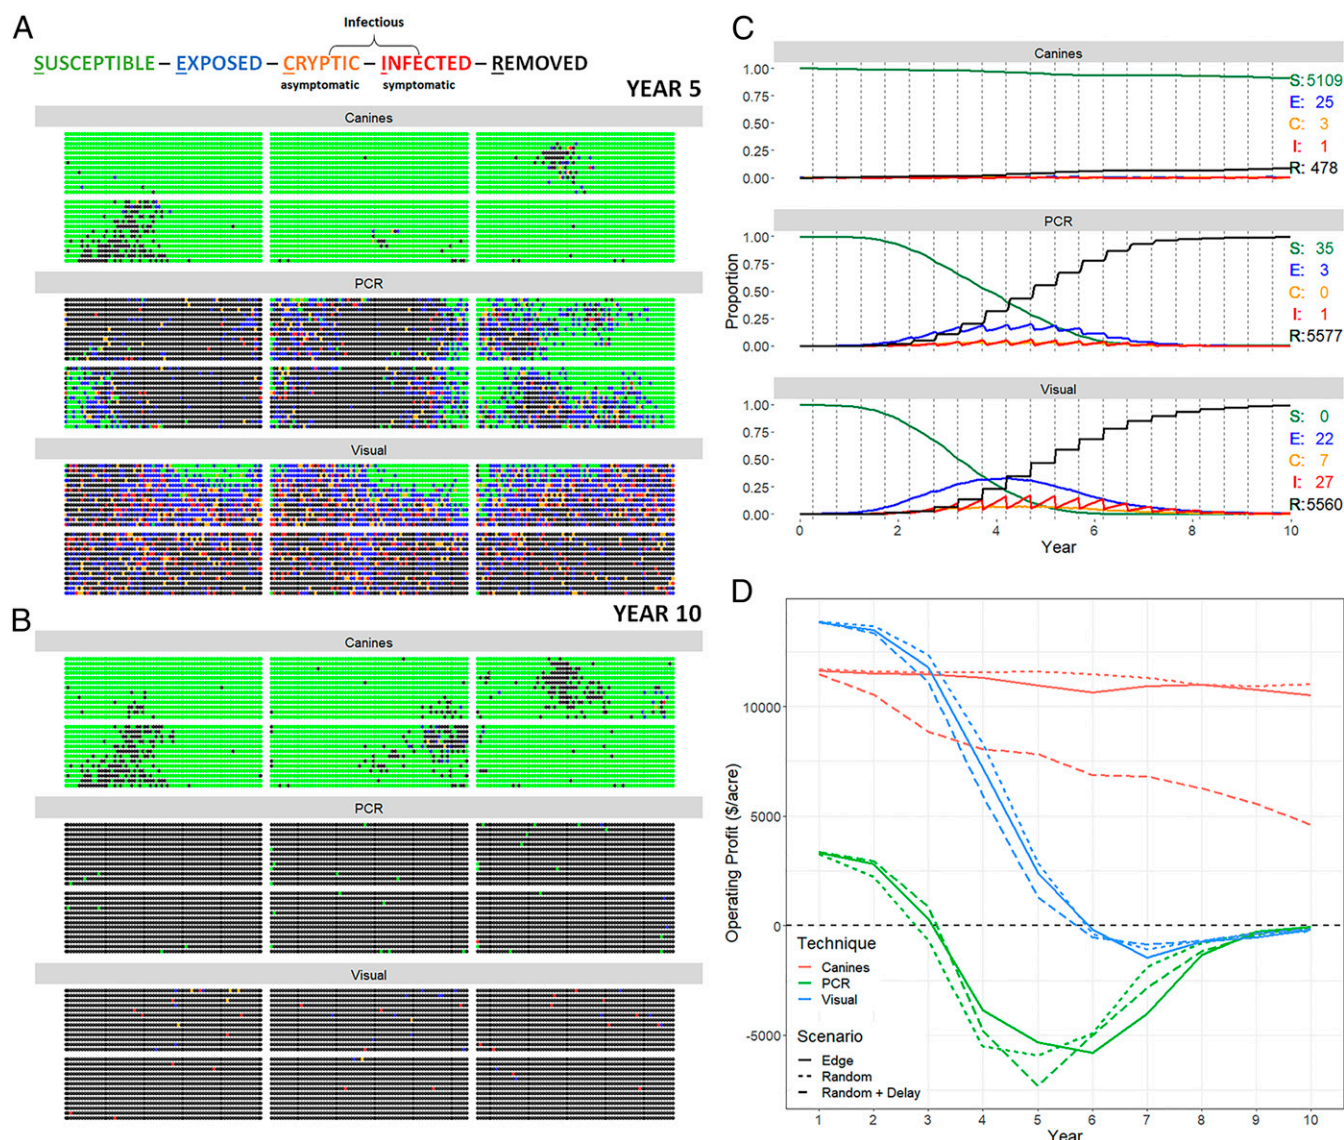 A
Infectious
SUSCEPTIBLE – EXPOSED – CRYPTIC – INFECTED – REMOVED
asymptomatic symptomatic
YEAR 5
Canines
PCR
Visual
B
YEAR 10
Canines
PCR
Visual
C
Canines
1.00
0.75
0.50
0.25
0.00
S: 5109
E: 25
C: 3
I: 1
R: 478
PCR
1.00
0.75
0.50
0.25
0.00
S: 35
E: 3
C: 0
I: 1
R: 5577
Proportion
Visual
1.00
0.75
0.50
0.25
0.00
S: 0
E: 22
C: 7
I: 27
R: 5560
0 2 4 6 8 10
Year
D
Operating Profit ($/acre)
10000
5000
0
-5000
Technique
Canines
PCR
Visual
Scenario
Edge
Random
Random + Delay
1 2 3 4 5 6 7 8 9 10
Year